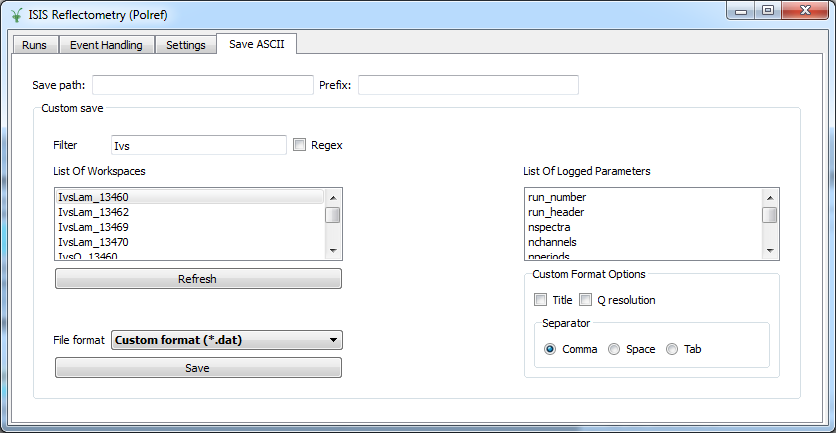 ISIS Reflectometry (Polref)
Runs Event Handling Settings Save ASCII
Save path: Prefix:
Custom save
Filter Ivs Regex
List Of Workspaces List Of Logged Parameters
IvsLam_13460 run_number
IvsLam_13462 run_header
IvsLam_13469 nspectra
IvsLam_13470 nchannels
IvsQ_13460 nperiods
Refresh
Custom Format Options
Title Q resolution
Separator
File format Custom format (*.dat)
Comma Space Tab
Save